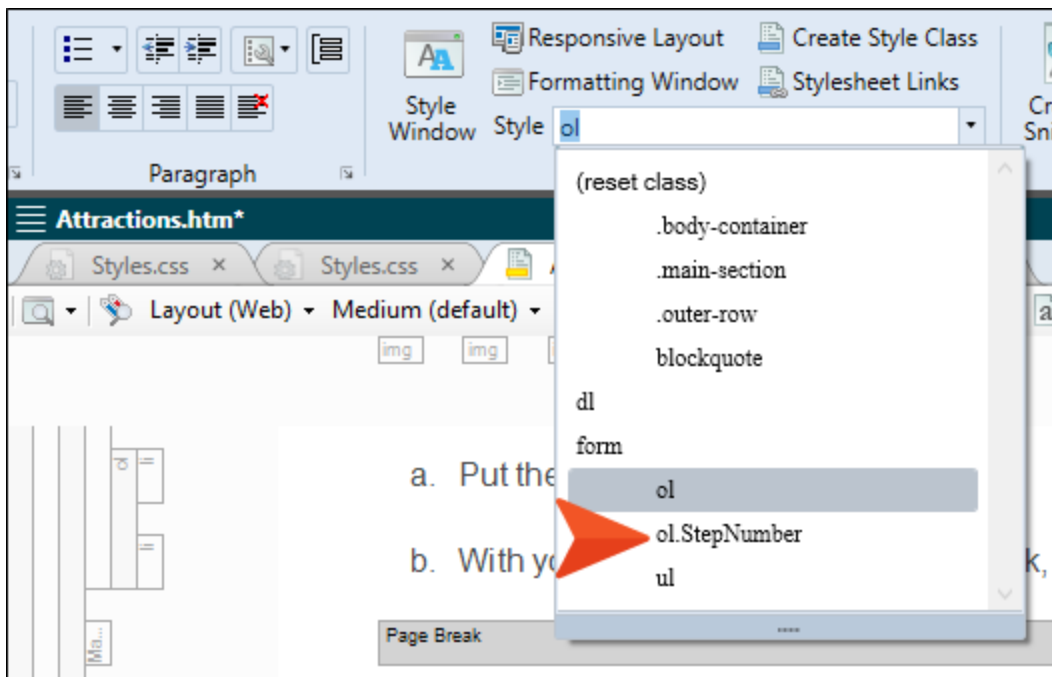 Responsive Layout
Create Style Class
Formatting Window
Stylesheet Links
Style
Window
Style
ol
Paragraph
Attractions.htm*
Styles.css
Styles.css
Layout (Web)
Medium (default)
(reset class)
.body-container
.main-section
.outer-row
blockquote
dl
form
ol
ol.StepNumber
ul
img
img
a. Put the
b. With
k,
Page Break
Ma...